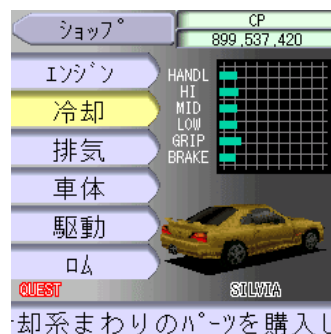 ショップ
CP
899,537,420
エンジン
冷却
排気
車体
駆動
ロム
HANDL
HI
MID
LOW
GRIP
BRAKE
QUEST
SILVIA
却系まわりのパーツを購入し